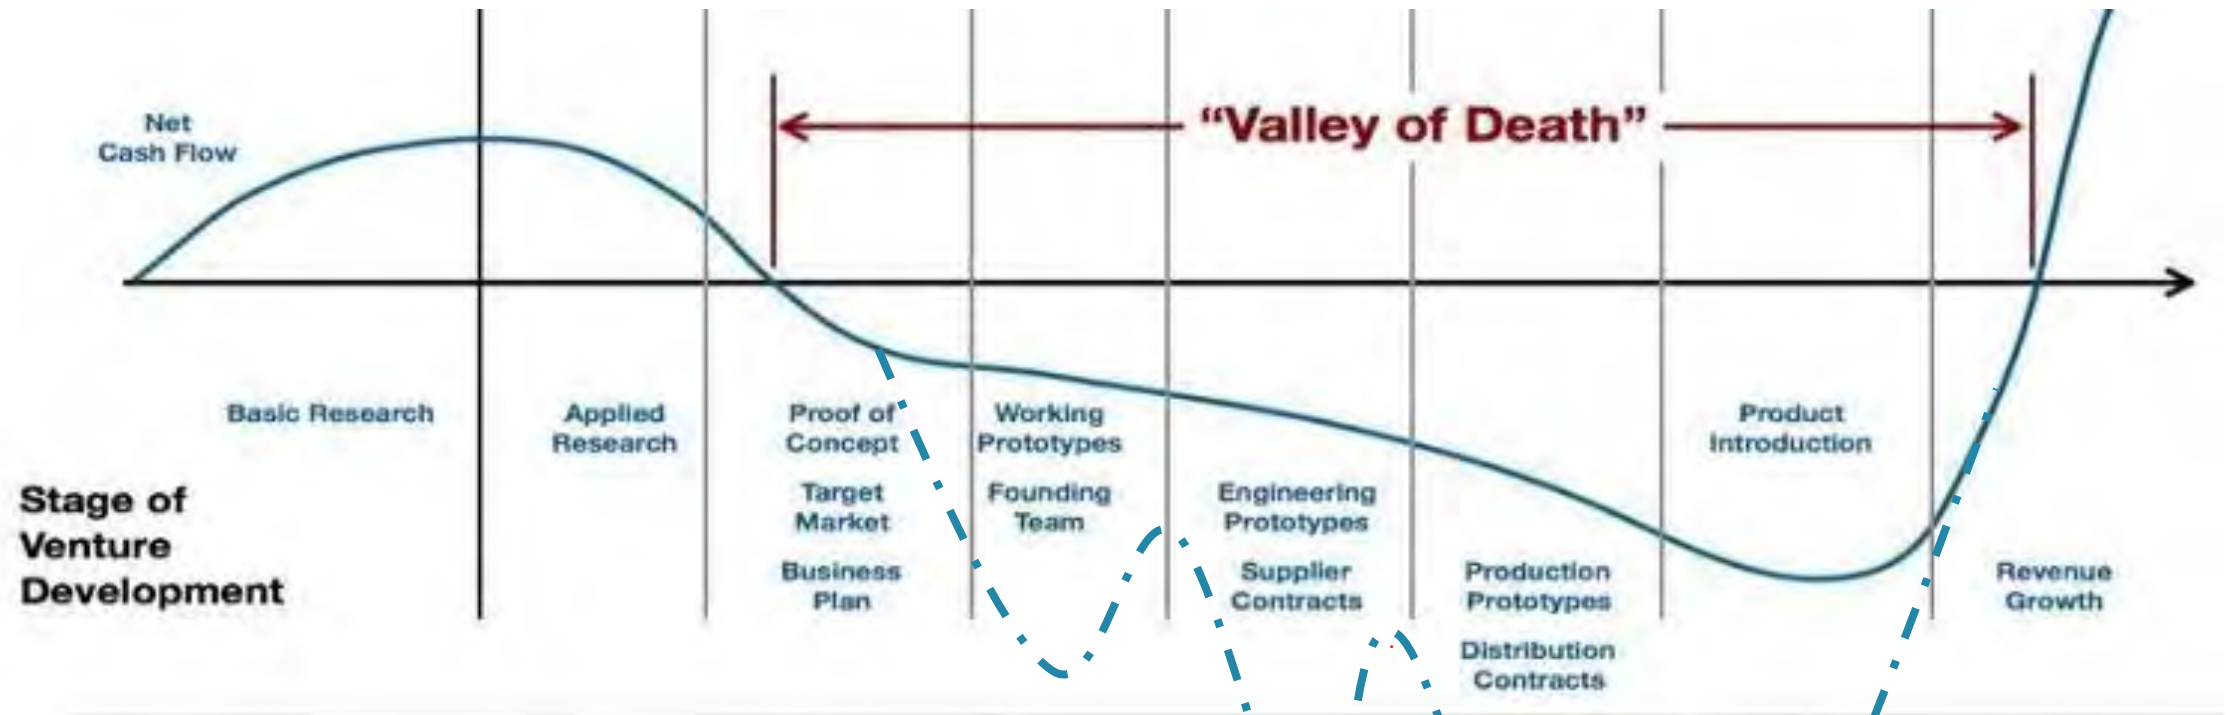 Net
Cash Flow
“Valley of Death”
Basic Research
Applied
Research
Proof of
Concept
Target
Market
Business
Plan
Working
Prototypes
Founding
Team
Engineering
Prototypes
Supplier
Contracts
Production
Prototypes
Distribution
Contracts
Product
Introduction
Revenue
Growth
Stage of
Venture
Development